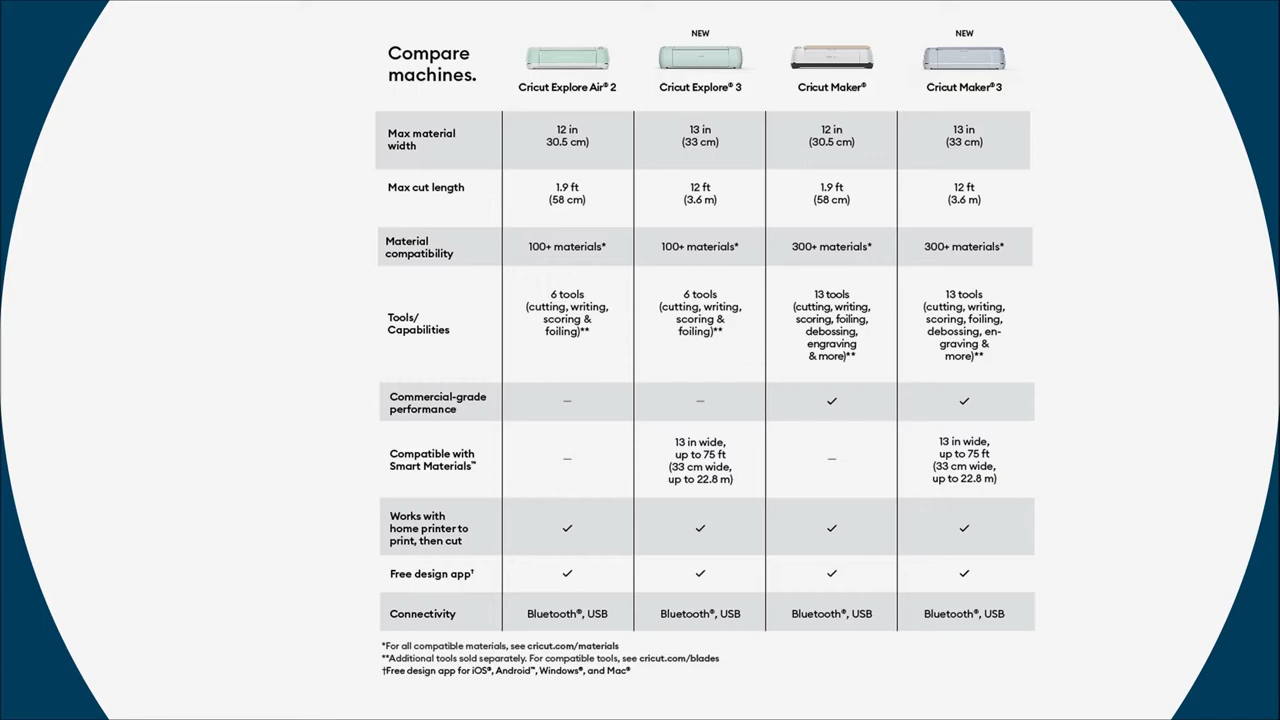 Compare
machines.
NEW
NEW
Cricut Explore Air® 2
Cricut Explore® 3
Cricut Maker®
Cricut Maker® 3
Max material
width
12 in
30.5 cm)
13 in
(33 cm)
12 in
(30.5 cm)
13 in
(33 cm)
Max cut length
1.9 ft
(58 cm)
12 ft
(3.6 m)
1.9 ft
(58 cm)
12 ft
(3.6 m)
Material
compatibility
100+ materials*
100+ materials*
300+ materials*
300+ materials*
Tools/
Capabilities
6 tools
(cutting, writing,
scoring &
foiling)**
6 tools
(cutting, writing,
scoring &
foiling)**
13 tools
(cutting, writing,
scoring, foiling,
debossing,
engraving
& more)**
13 tools
(cutting, writing,
scoring, foiling,
debossing, en-
graving &
more)**
Commercial-grade
performance
–
–
✓
✓
Compatible with
Smart Materials™
–
13 in wide,
up to 75 ft
(33 cm wide,
up to 22.8 m)
–
13 in wide,
up to 75 ft
(33 cm wide,
up to 22.8 m)
Works with
home printer to
print, then cut
✓
✓
✓
✓
Free design app†
✓
✓
✓
✓
Connectivity
Bluetooth®, USB
Bluetooth®, USB
Bluetooth®, USB
Bluetooth®, USB
*For all compatible materials, see cricut.com/materials
**Additional tools sold separately. For compatible tools, see cricut.com/blades
†Free design app for iOS®, Android™, Windows®, and Mac®